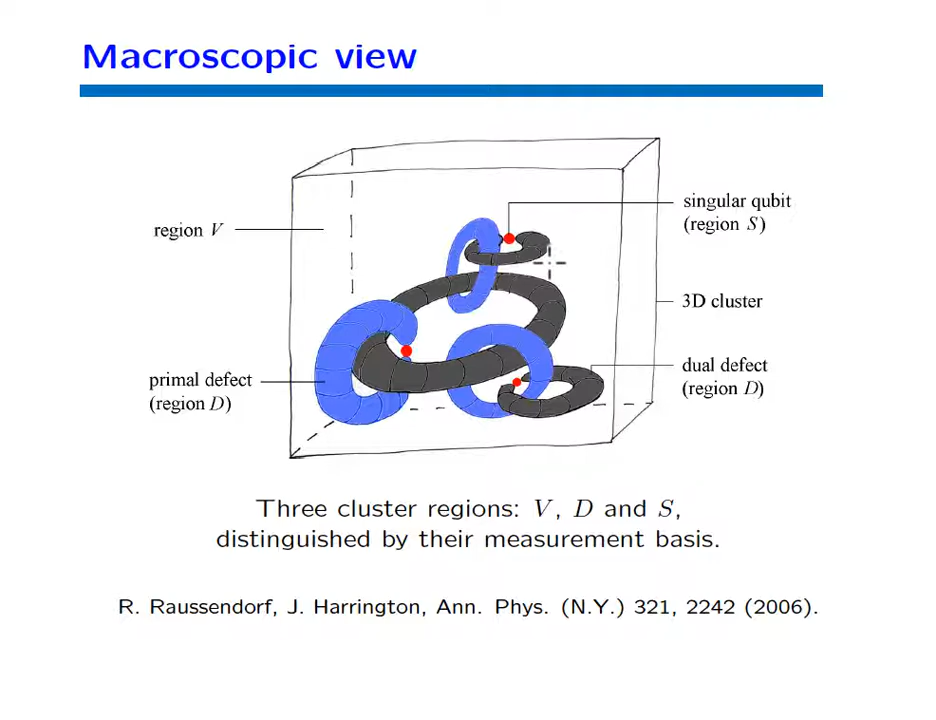 Macroscopic view
region V
singular qubit
(region S)
3D cluster
primal defect
(region D)
dual defect
(region D)
Three cluster regions: V, D and S,
distinguished by their measurement basis.
R. Raussendorf, J. Harrington, Ann. Phys. (N.Y.) 321, 2242 (2006).